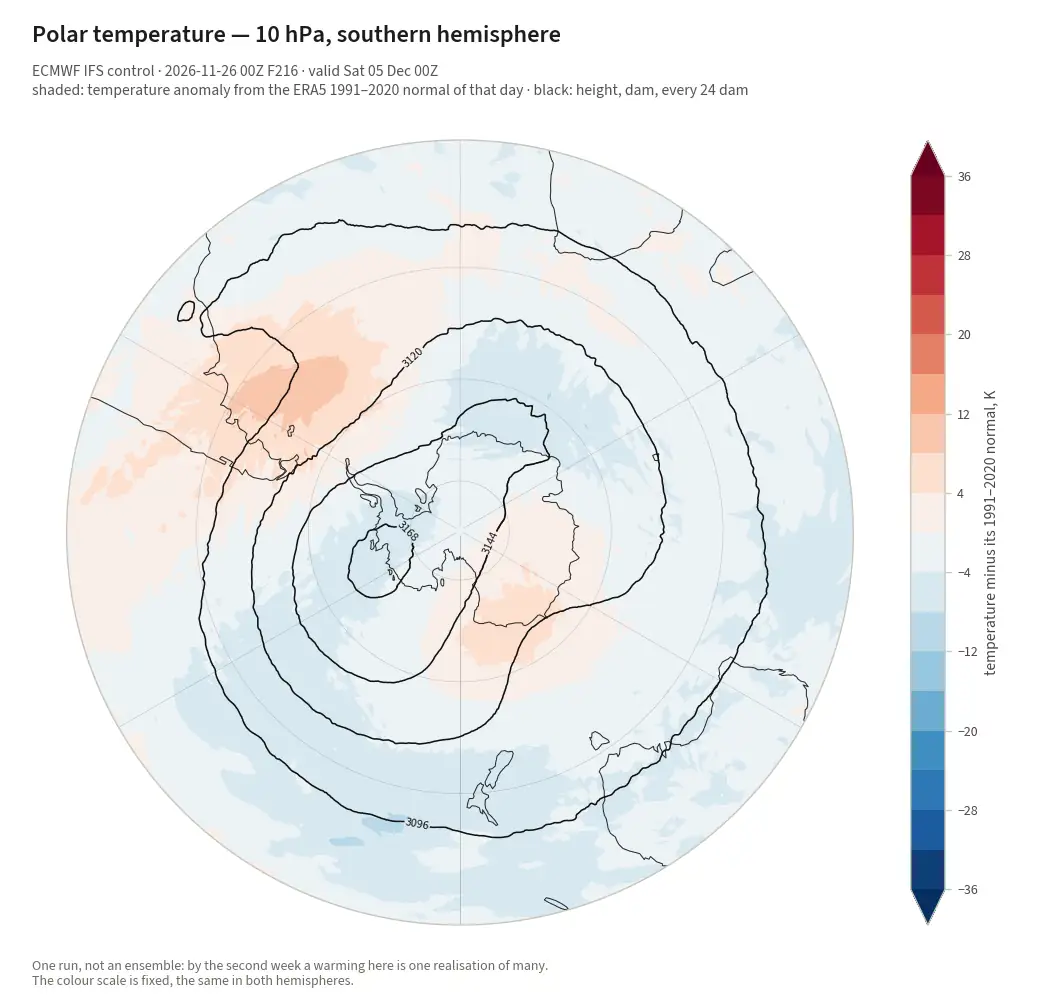 Polar temperature — 10 hPa, southern hemisphere
ECMWF IFS control · 2026-11-26 00Z F216 · valid Sat 05 Dec 00Z
shaded: temperature anomaly from the ERA5 1991–2020 normal of that day · black: height, dam, every 24 dam
36
28
20
12
4
−4
−12
−20
−28
−36
temperature minus its 1991–2020 normal, K
3120
3168
3144
3096
One run, not an ensemble: by the second week a warming here is one realisation of many.
The colour scale is fixed, the same in both hemispheres.